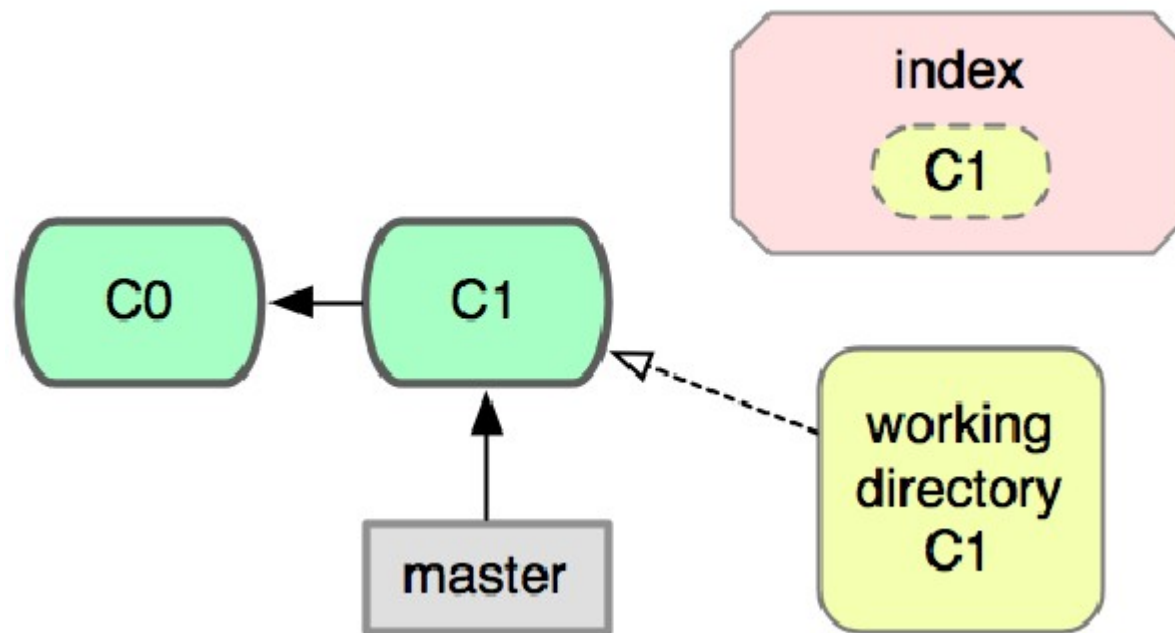 index
C1
C0
C1
working
directory
C1
master